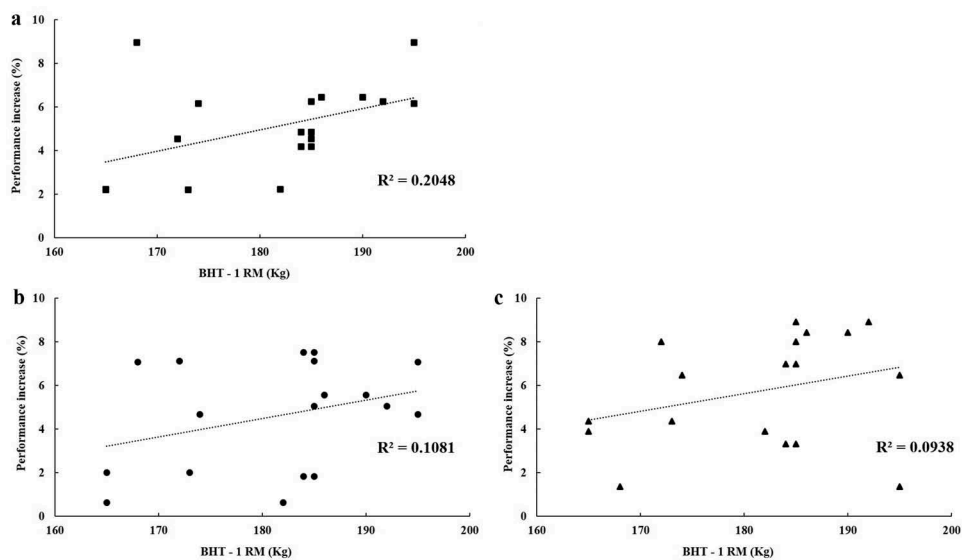 a
10
8
6
4
2
0
Performance increase (%)
R² = 0.2048
160 170 180 190 200
BHT - 1 RM (Kg)
b
10
8
6
4
2
0
Performance increase (%)
R² = 0.1081
160 170 180 190 200
BHT - 1 RM (Kg)
c
10
8
6
4
2
0
Performance increase (%)
R² = 0.0938
160 170 180 190 200
BHT - 1 RM (Kg)